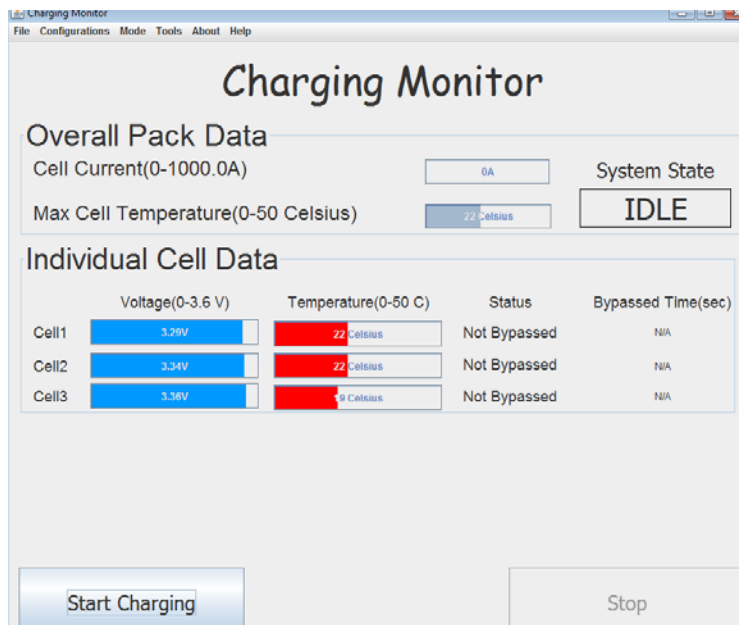 Charging Monitor
File Configurations Mode Tools About Help
Charging Monitor
Overall Pack Data
Cell Current(0-1000.0A) 0A System State
Max Cell Temperature(0-50 Celsius) 22 Celsius IDLE
Individual Cell Data
Voltage(0-3.6 V) Temperature(0-50 C) Status Bypassed Time(sec)
Cell1 3.29V 22 Celsius Not Bypassed N/A
Cell2 3.34V 22 Celsius Not Bypassed N/A
Cell3 3.36V 19 Celsius Not Bypassed N/A
Start Charging Stop